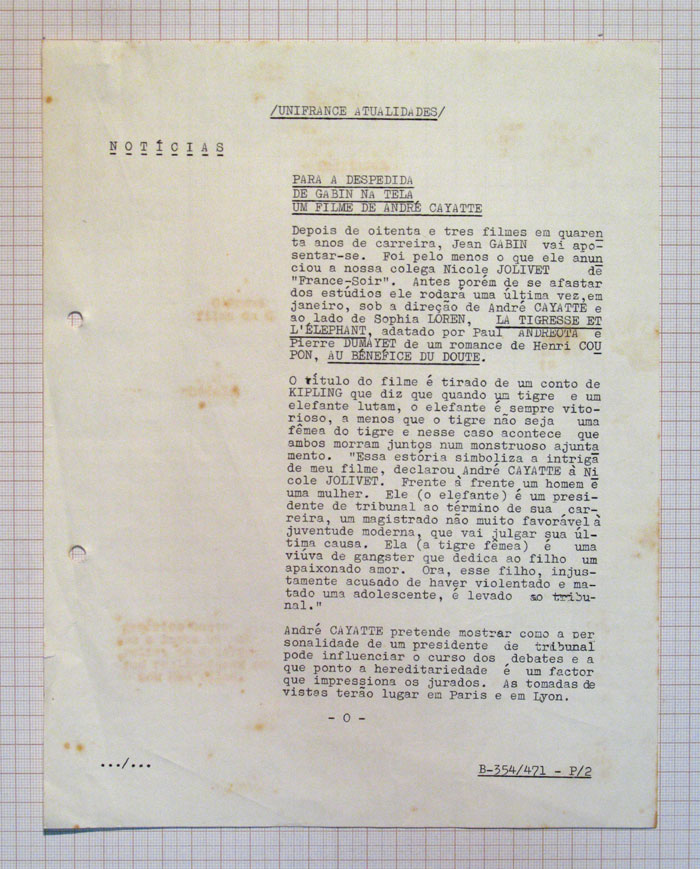 /UNIFRANCE ATUALIDADES/
NOTÍCIAS
PARA A DESPEDIDA
DE GABIN NA TELA
UM FILME DE ANDRÉ CAYATTE
Depois de oitenta e tres filmes em quaren
ta anos de carreira, Jean GABIN vai apo-
sentar-se. Foi pelo menos o que ele anun
ciou a nossa colega Nicole JOLIVET de
"France-Soir". Antes porém de se afastar
dos estúdios ele rodará uma última vez,em
janeiro, sob a direção de André CAYATTE e
ao lado de Sophia LOREN, LA TIGRESSE ET
L'ÉLEPHANT, adatado por Paul ANDREOTA e
Pierre DUMAYET de um romance de Henri COU
PON, AU BÉNEFICE DU DOUTE.
O título do filme é tirado de um conto de
KIPLING que diz que quando um tigre e um
elefante lutam, o elefante é sempre vito-
rioso, a menos que o tigre não seja uma
fêmea do tigre e nesse caso acontece que
ambos morram juntos num monstruoso ajunta
mento. "Essa estória simboliza a intriga
de meu filme, declarou André CAYATTE à Ni
cole JOLIVET. Frente à frente um homem e
uma mulher. Ele (o elefante) é um presi-
dente de tribunal ao término de sua car-
reira, um magistrado não muito favorável à
juventude moderna, que vai julgar sua úl-
tima causa. Ela (a tigre fêmea) é uma
viúva de gangster que dedica ao filho um
apaixonado amor. Ora, esse filho, injus-
tamente acusado de haver violentado e ma-
tado uma adolescente, é levado ao tribu-
nal."
André CAYATTE pretende mostrar como a per
sonalidade de um presidente de tribunal
pode influenciar o curso dos debates e a
que ponto a hereditariedade é um factor
que impressiona os jurados. As tomadas de
vistas terão lugar em Paris e em Lyon.
- O -
.../...
B-354/471 - P/2